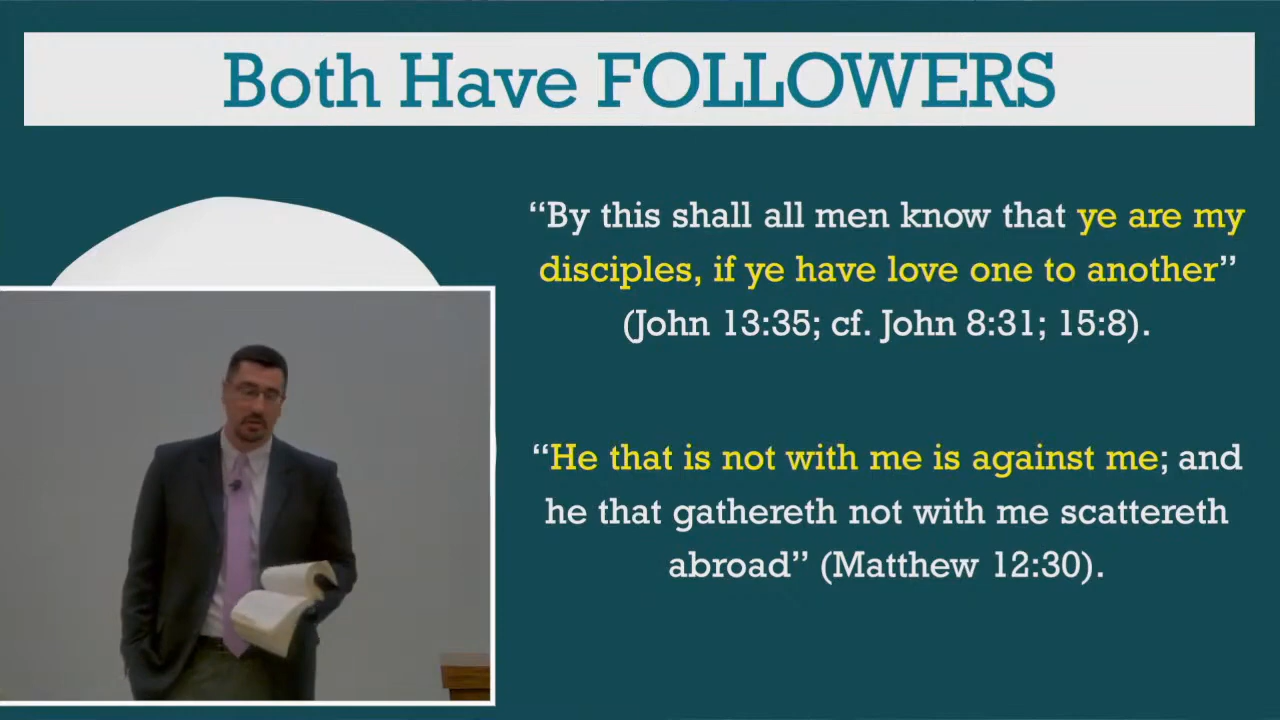 Both Have FOLLOWERS
“By this shall all men know that ye are my
disciples, if ye have love one to another”
(John 13:35; cf. John 8:31; 15:8).
“He that is not with me is against me; and
he that gathereth not with me scattereth
abroad” (Matthew 12:30).